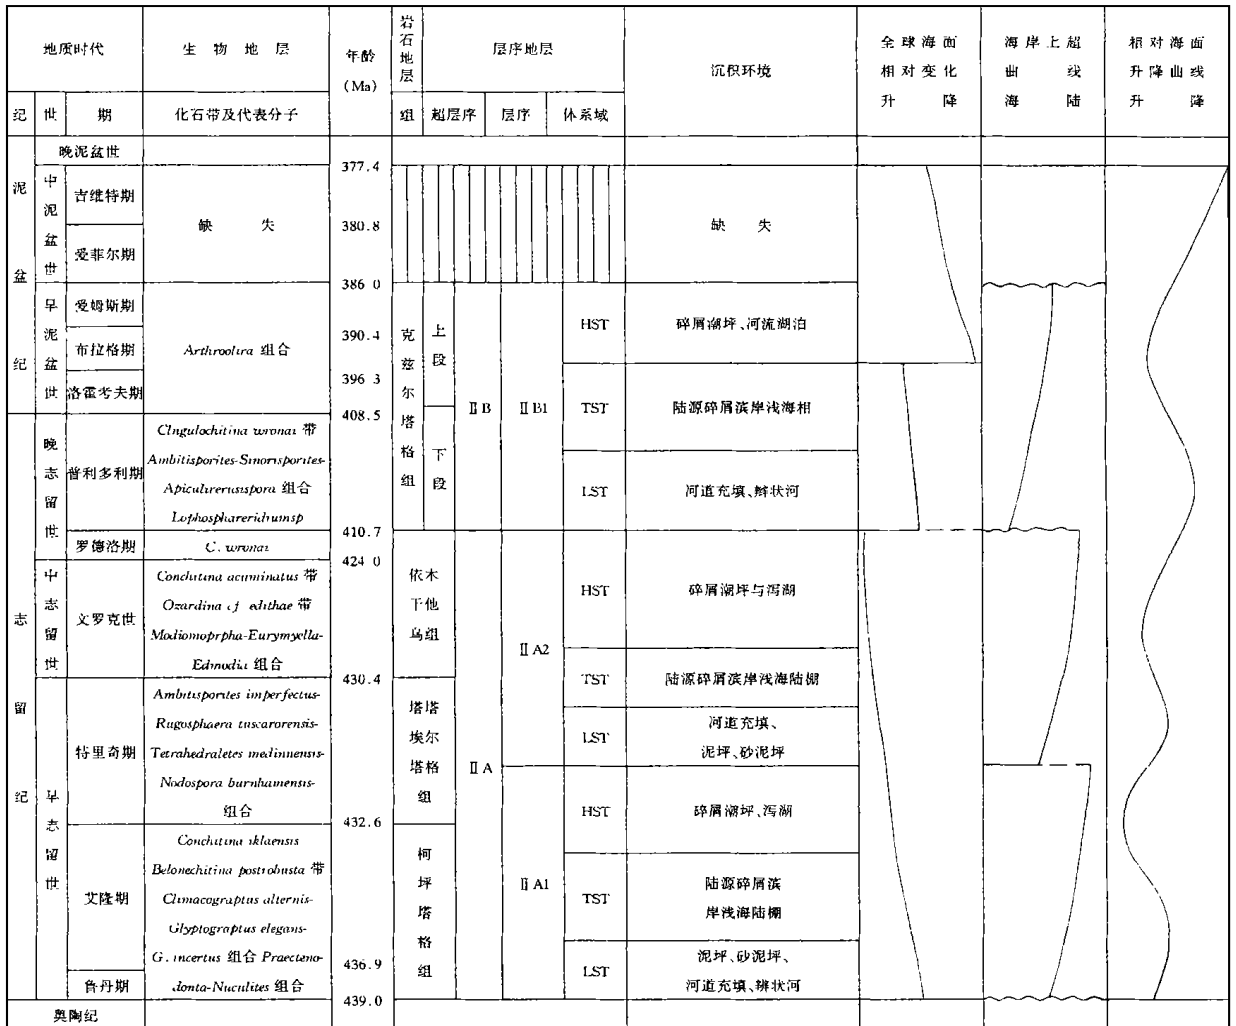 地质时代
生物地层
年龄
(Ma)
岩石地层
层序地层
沉积环境
全球海面
相对变化
升 降
海岸上超
曲 线
海 陆
相对海面
升降曲线
升 降
纪 世 期
化石带及代表分子
组 超层序 层序 体系域
晚泥盆世
377.4
泥盆纪
中泥盆世
吉维特期
缺 失
缺 失
380.8
爱菲尔期
386 0
早泥盆世
爱姆斯期
390.4
布拉格期
Arthroolira 组合
396 3
洛霍考夫期
408.5
克兹尔塔格组
上段
下段
ⅡB
ⅡB1
HST
碎屑潮坪、河流湖泊
TST
陆源碎屑滨岸浅海相
LST
河道充填、辫状河
志留纪
晚志留世
普利多利期
CIngulochitina wronai 带
Ambitisporites-Sinorisporites-
Apiculireru​sispora 组合
Lophosphareridiumsp
410.7
罗德洛期
C. wronai
424 0
中志留世
文罗克世
Conchitina acuminatus 带
Ozardina cf edithae 带
Modiomoprpha-Eurymyella-
Edmodia 组合
430.4
依木
干他
乌组
HST
碎屑潮坪与泻湖
ⅡA2
TST
陆源碎屑滨岸浅海陆棚
LST
河道充填、
泥坪、砂泥坪
早志留世
特里奇期
Ambitisporites imperfectus-
Rugosphaera tuscarorensis-
Tetrahedraletes medinnensis-
Nodospora burnhamensis-
组合
432.6
塔塔
埃尔
塔格
组
ⅡA
HST
碎屑潮坪、泻湖
艾隆期
Conchitina iklaensis
Belonechitina postrobusta 带
Climacograptus alternis-
Glyptograptus elegans-
G. incertus 组合 Praecteno-
donta-Nuculites 组合
柯坪塔格组
ⅡA1
TST
陆源碎屑滨
岸浅海陆棚
436.9
鲁丹期
LST
泥坪、砂泥坪、
河道充填、辫状河
439.0
奥陶纪